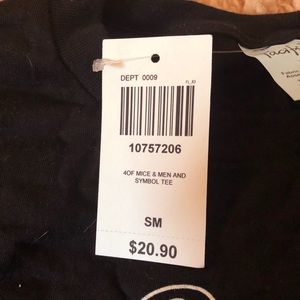 DEPT 0009
10757206
4OF MICE & MEN AND
SYMBOL TEE
SM
$20.90